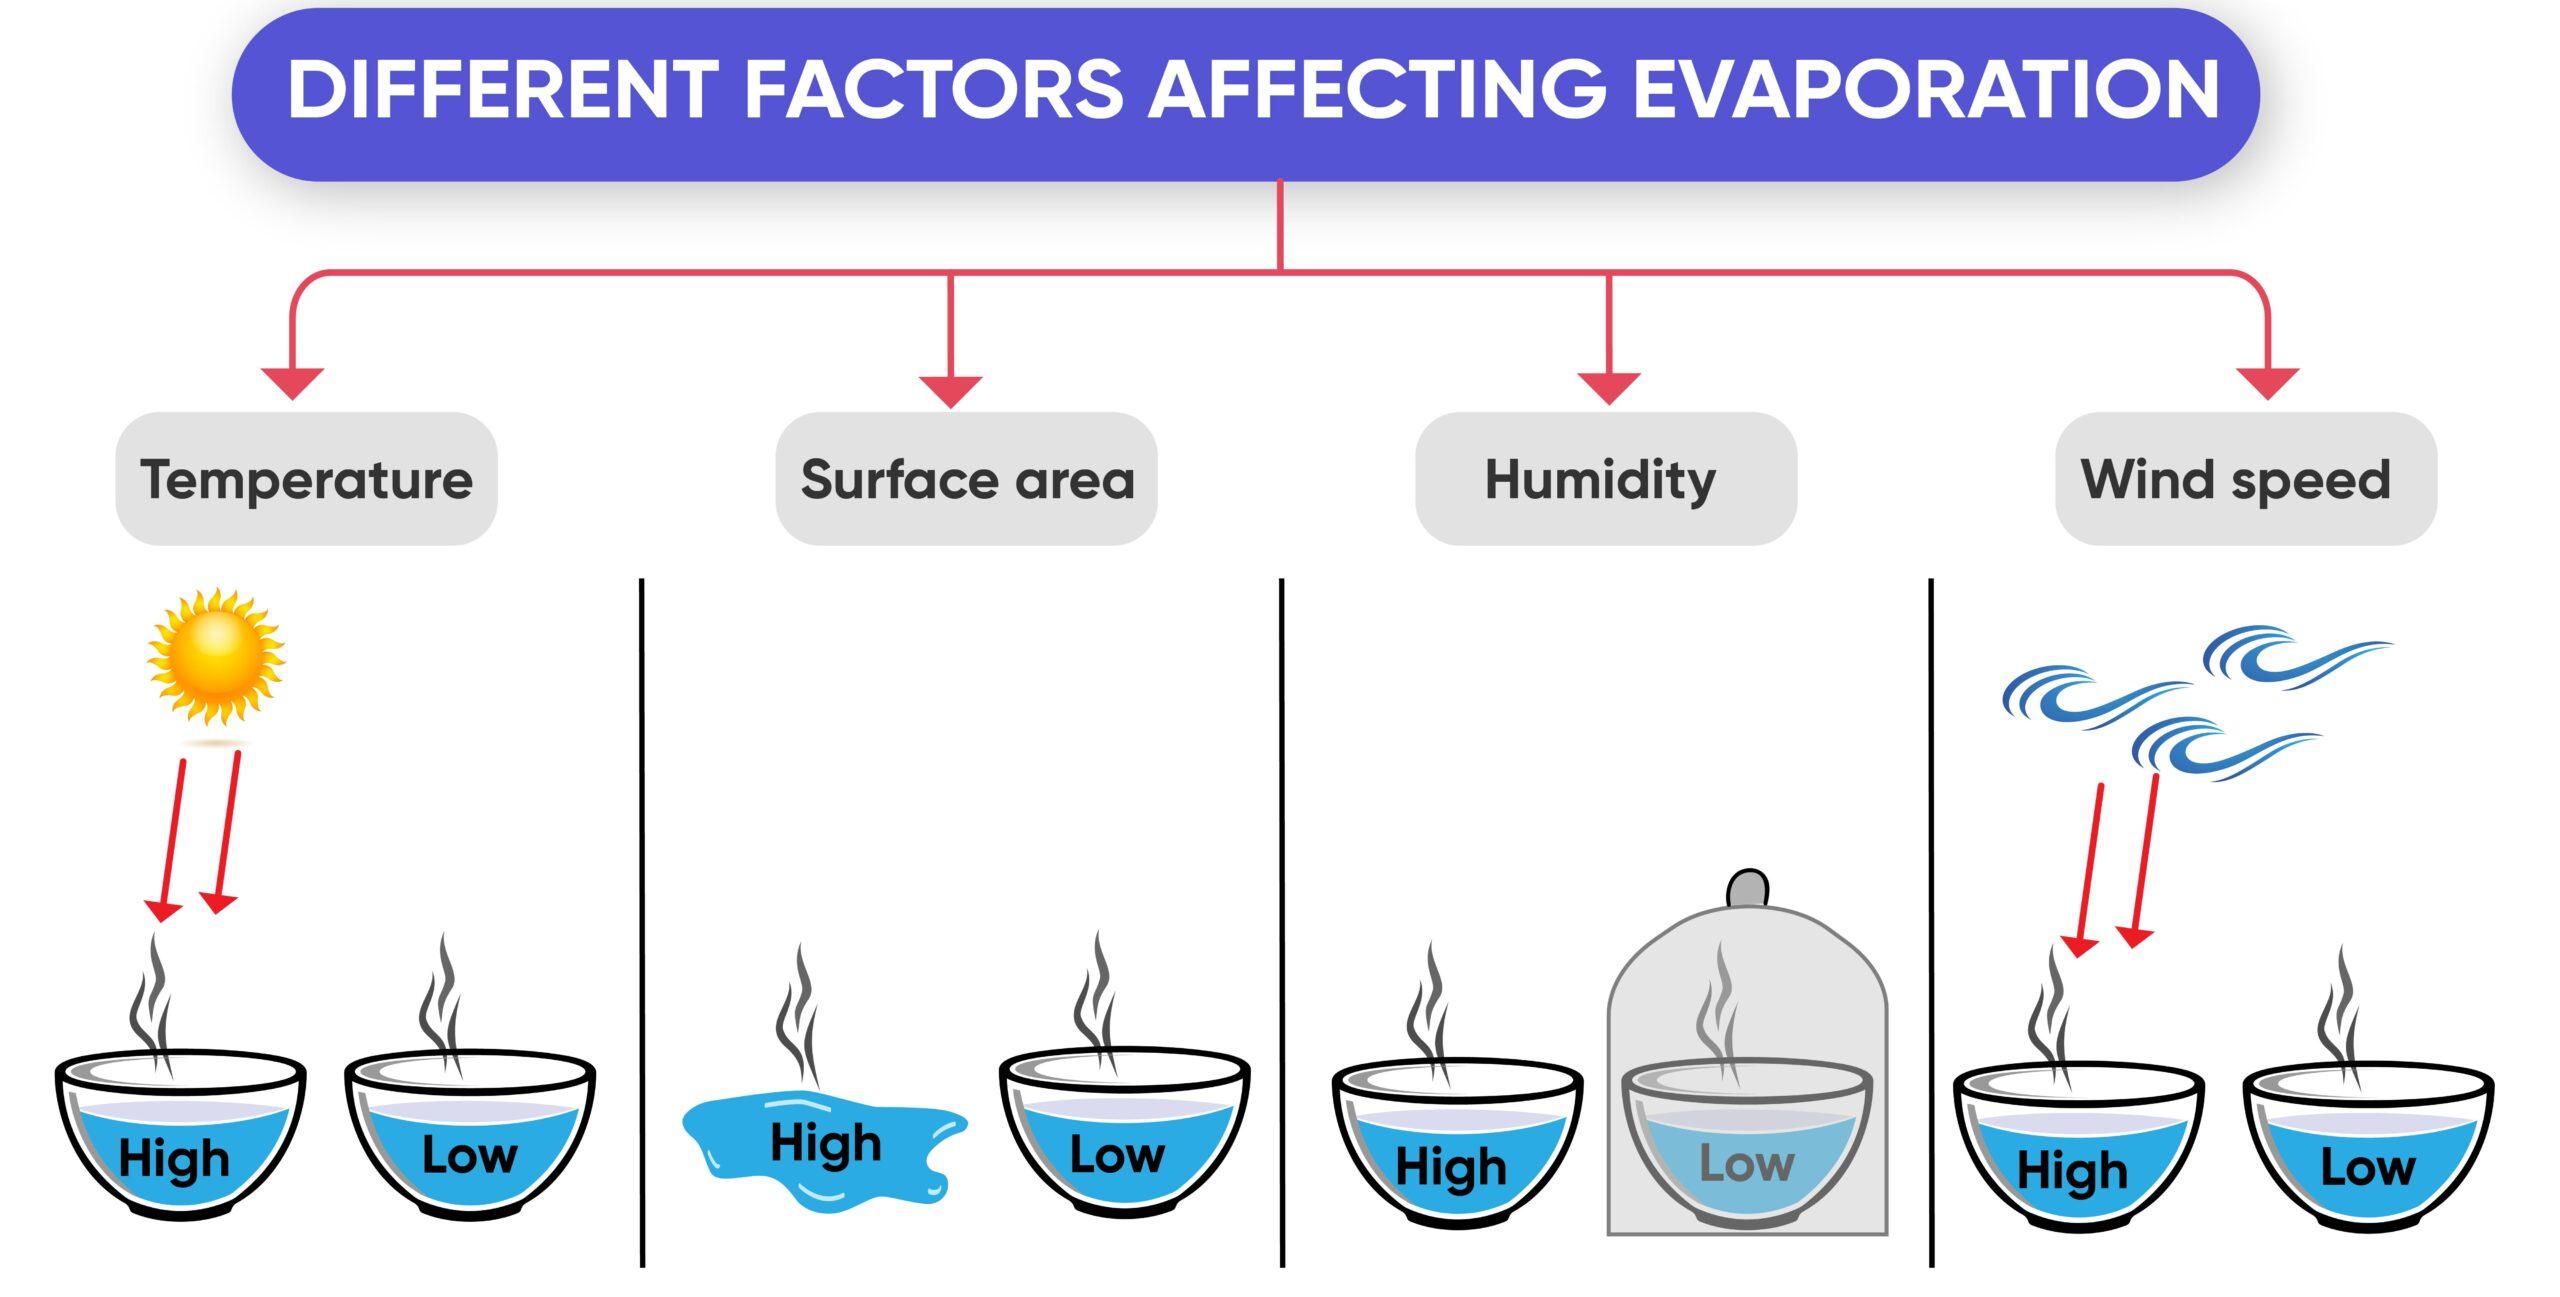 DIFFERENT FACTORS AFFECTING EVAPORATION
Temperature
Surface area
Humidity
Wind speed
High
Low
High
Low
High
Low
High
Low